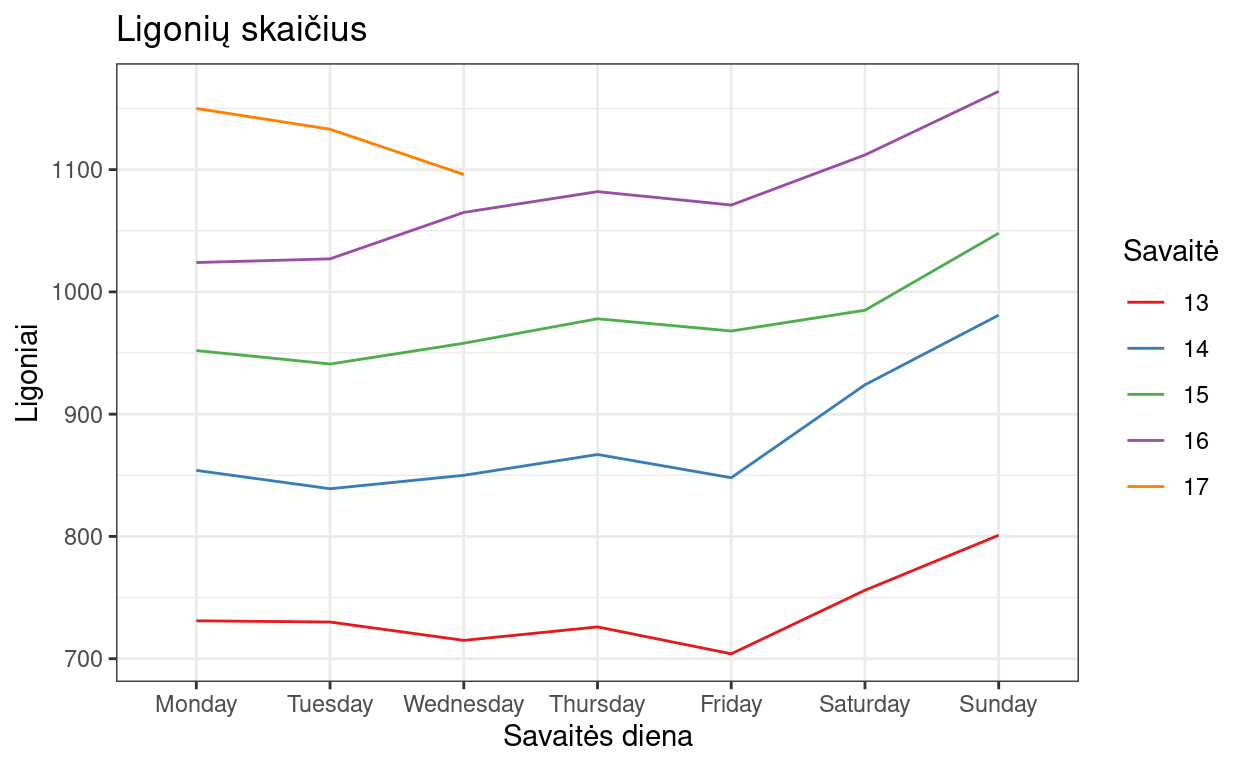 Ligonių skaičius
Ligoniai
1100
1000
900
800
700
Monday Tuesday Wednesday Thursday Friday Saturday Sunday
Savaitės diena
Savaitė
13
14
15
16
17